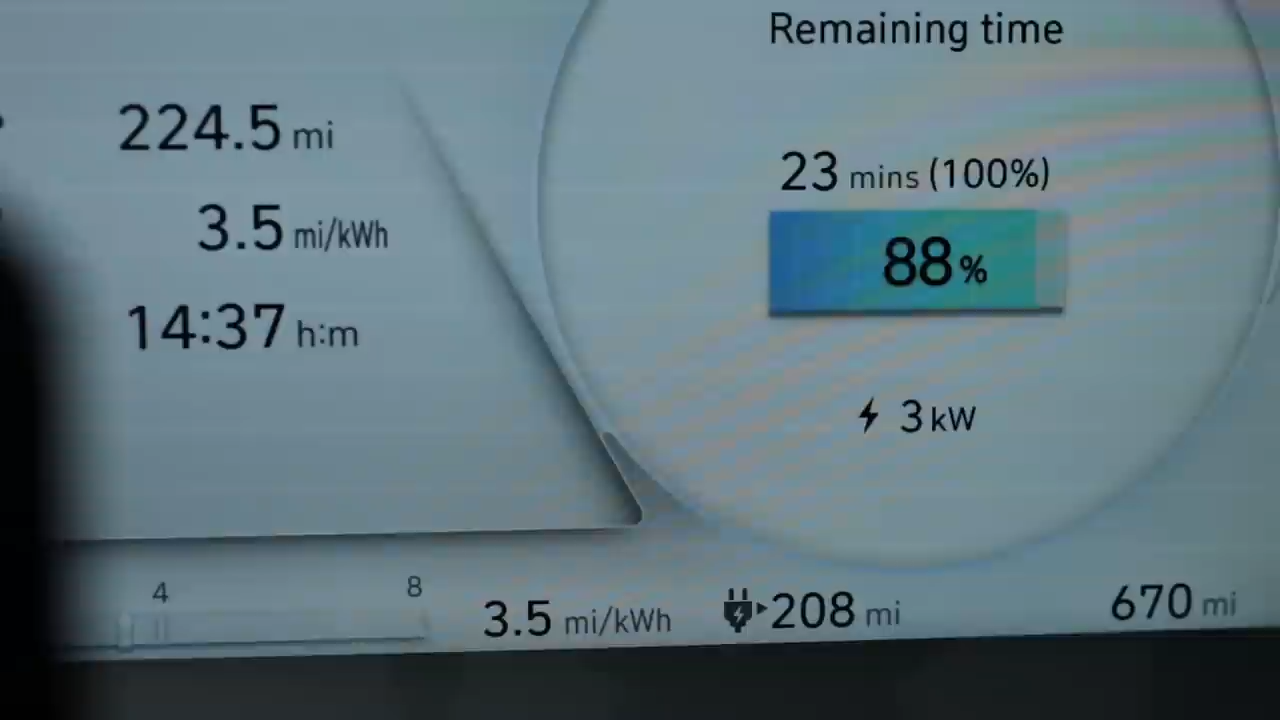 Remaining time
224.5 mi
23 mins (100%)
3.5 mi/kWh
88%
14:37 h:m
3 kW
4 8
3.5 mi/kWh 208 mi 670 mi